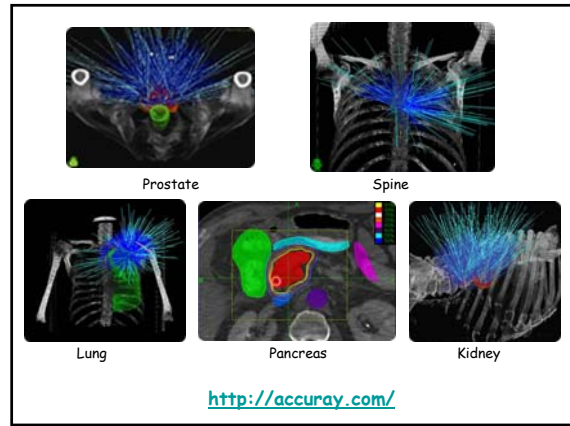 Prostate
Spine
Lung
Pancreas
Kidney
http://accuray.com/